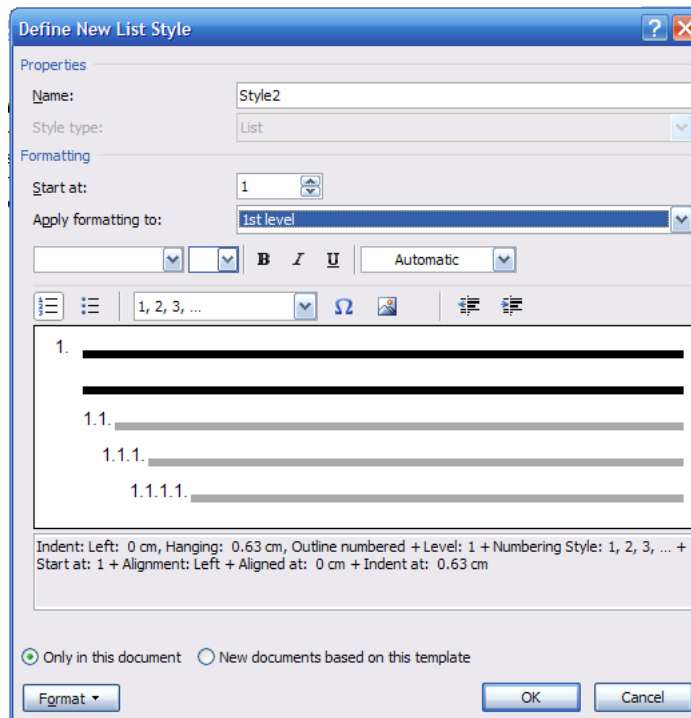 Define New List Style
Properties
Name: Style2
Style type: List
Formatting
Start at: 1
Apply formatting to: 1st level
B I U Automatic
1, 2, 3, ... Ω
1.
1.1.
1.1.1.
1.1.1.1.
Indent: Left: 0 cm, Hanging: 0.63 cm, Outline numbered + Level: 1 + Numbering Style: 1, 2, 3, ... +
Start at: 1 + Alignment: Left + Aligned at: 0 cm + Indent at: 0.63 cm
Only in this document New documents based on this template
Format OK Cancel